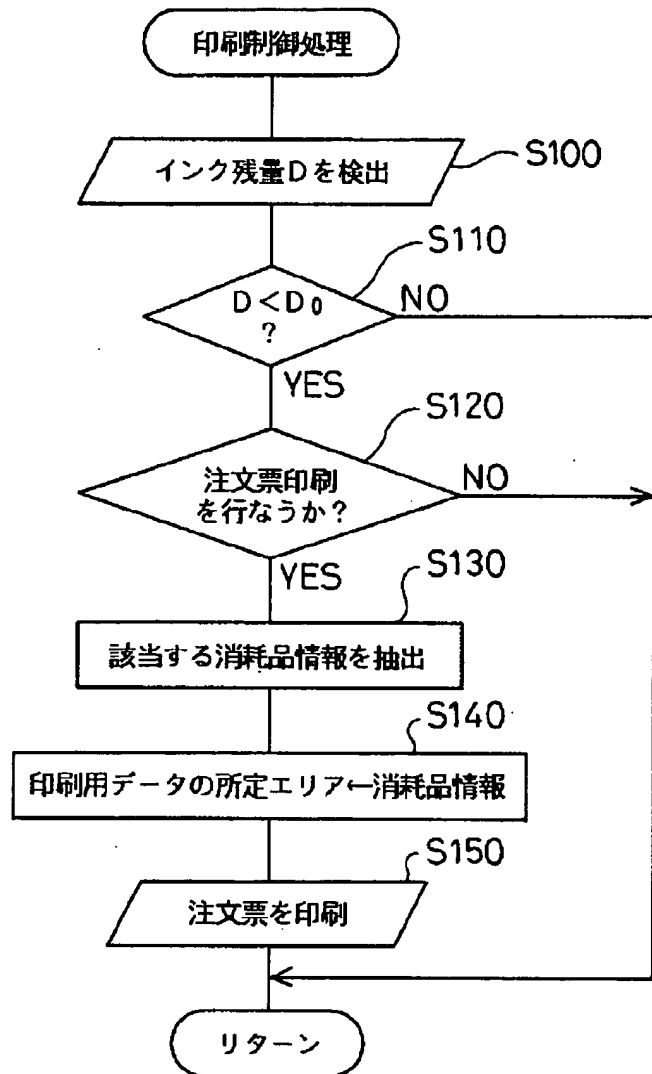 印刷制御処理
インク残量Dを検出
S100
S110
D<D₀
?
NO
YES
S120
注文票印刷
を行なうか?
NO
YES
S130
該当する消耗品情報を抽出
S140
印刷用データの所定エリア←消耗品情報
S150
注文票を印刷
リターン